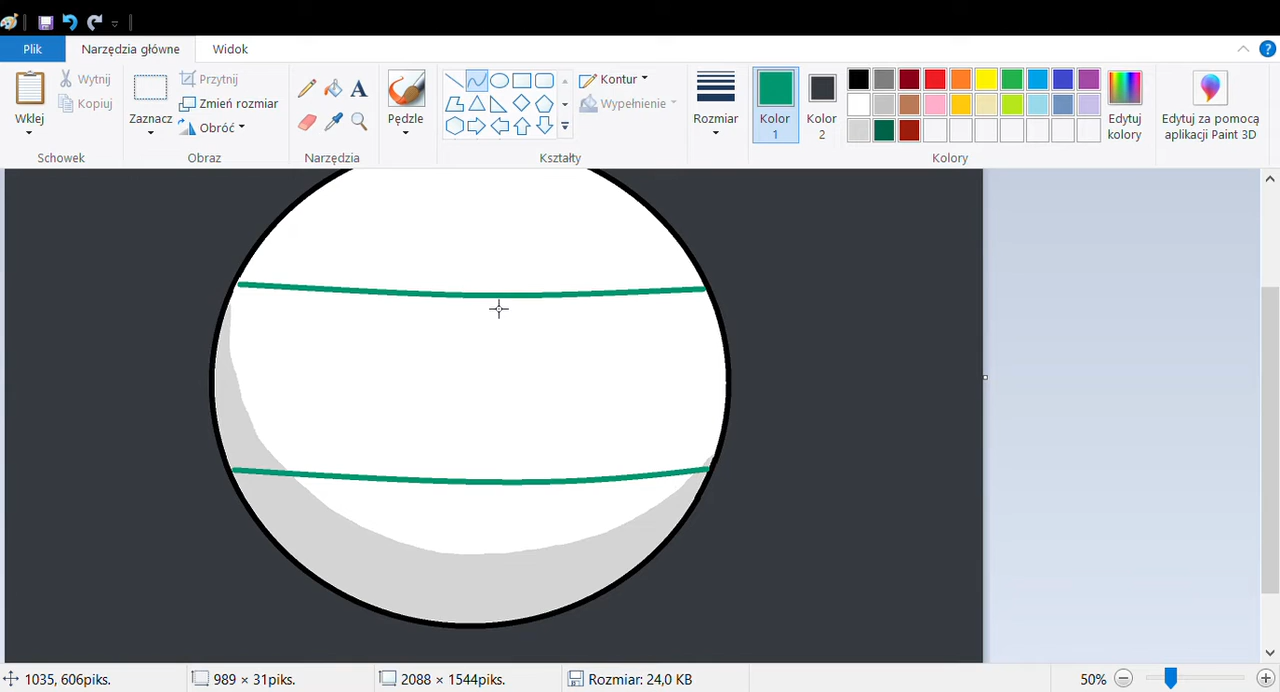 Plik Narzędzia główne Widok
Wklej
Wytnij
Kopiuj
Schowek
Zaznacz
Przytnij
Zmień rozmiar
Obróć
Obraz
A
Narzędzia
Pędzle
Kontur
Wypełnienie
Kształty
Rozmiar
Kolor
1
Kolor
2
Edytuj
kolory
Kolory
Edytuj za pomocą
aplikacji Paint 3D
?
1035, 606piks. 989 × 31piks. 2088 × 1544piks. Rozmiar: 24,0 KB 50%